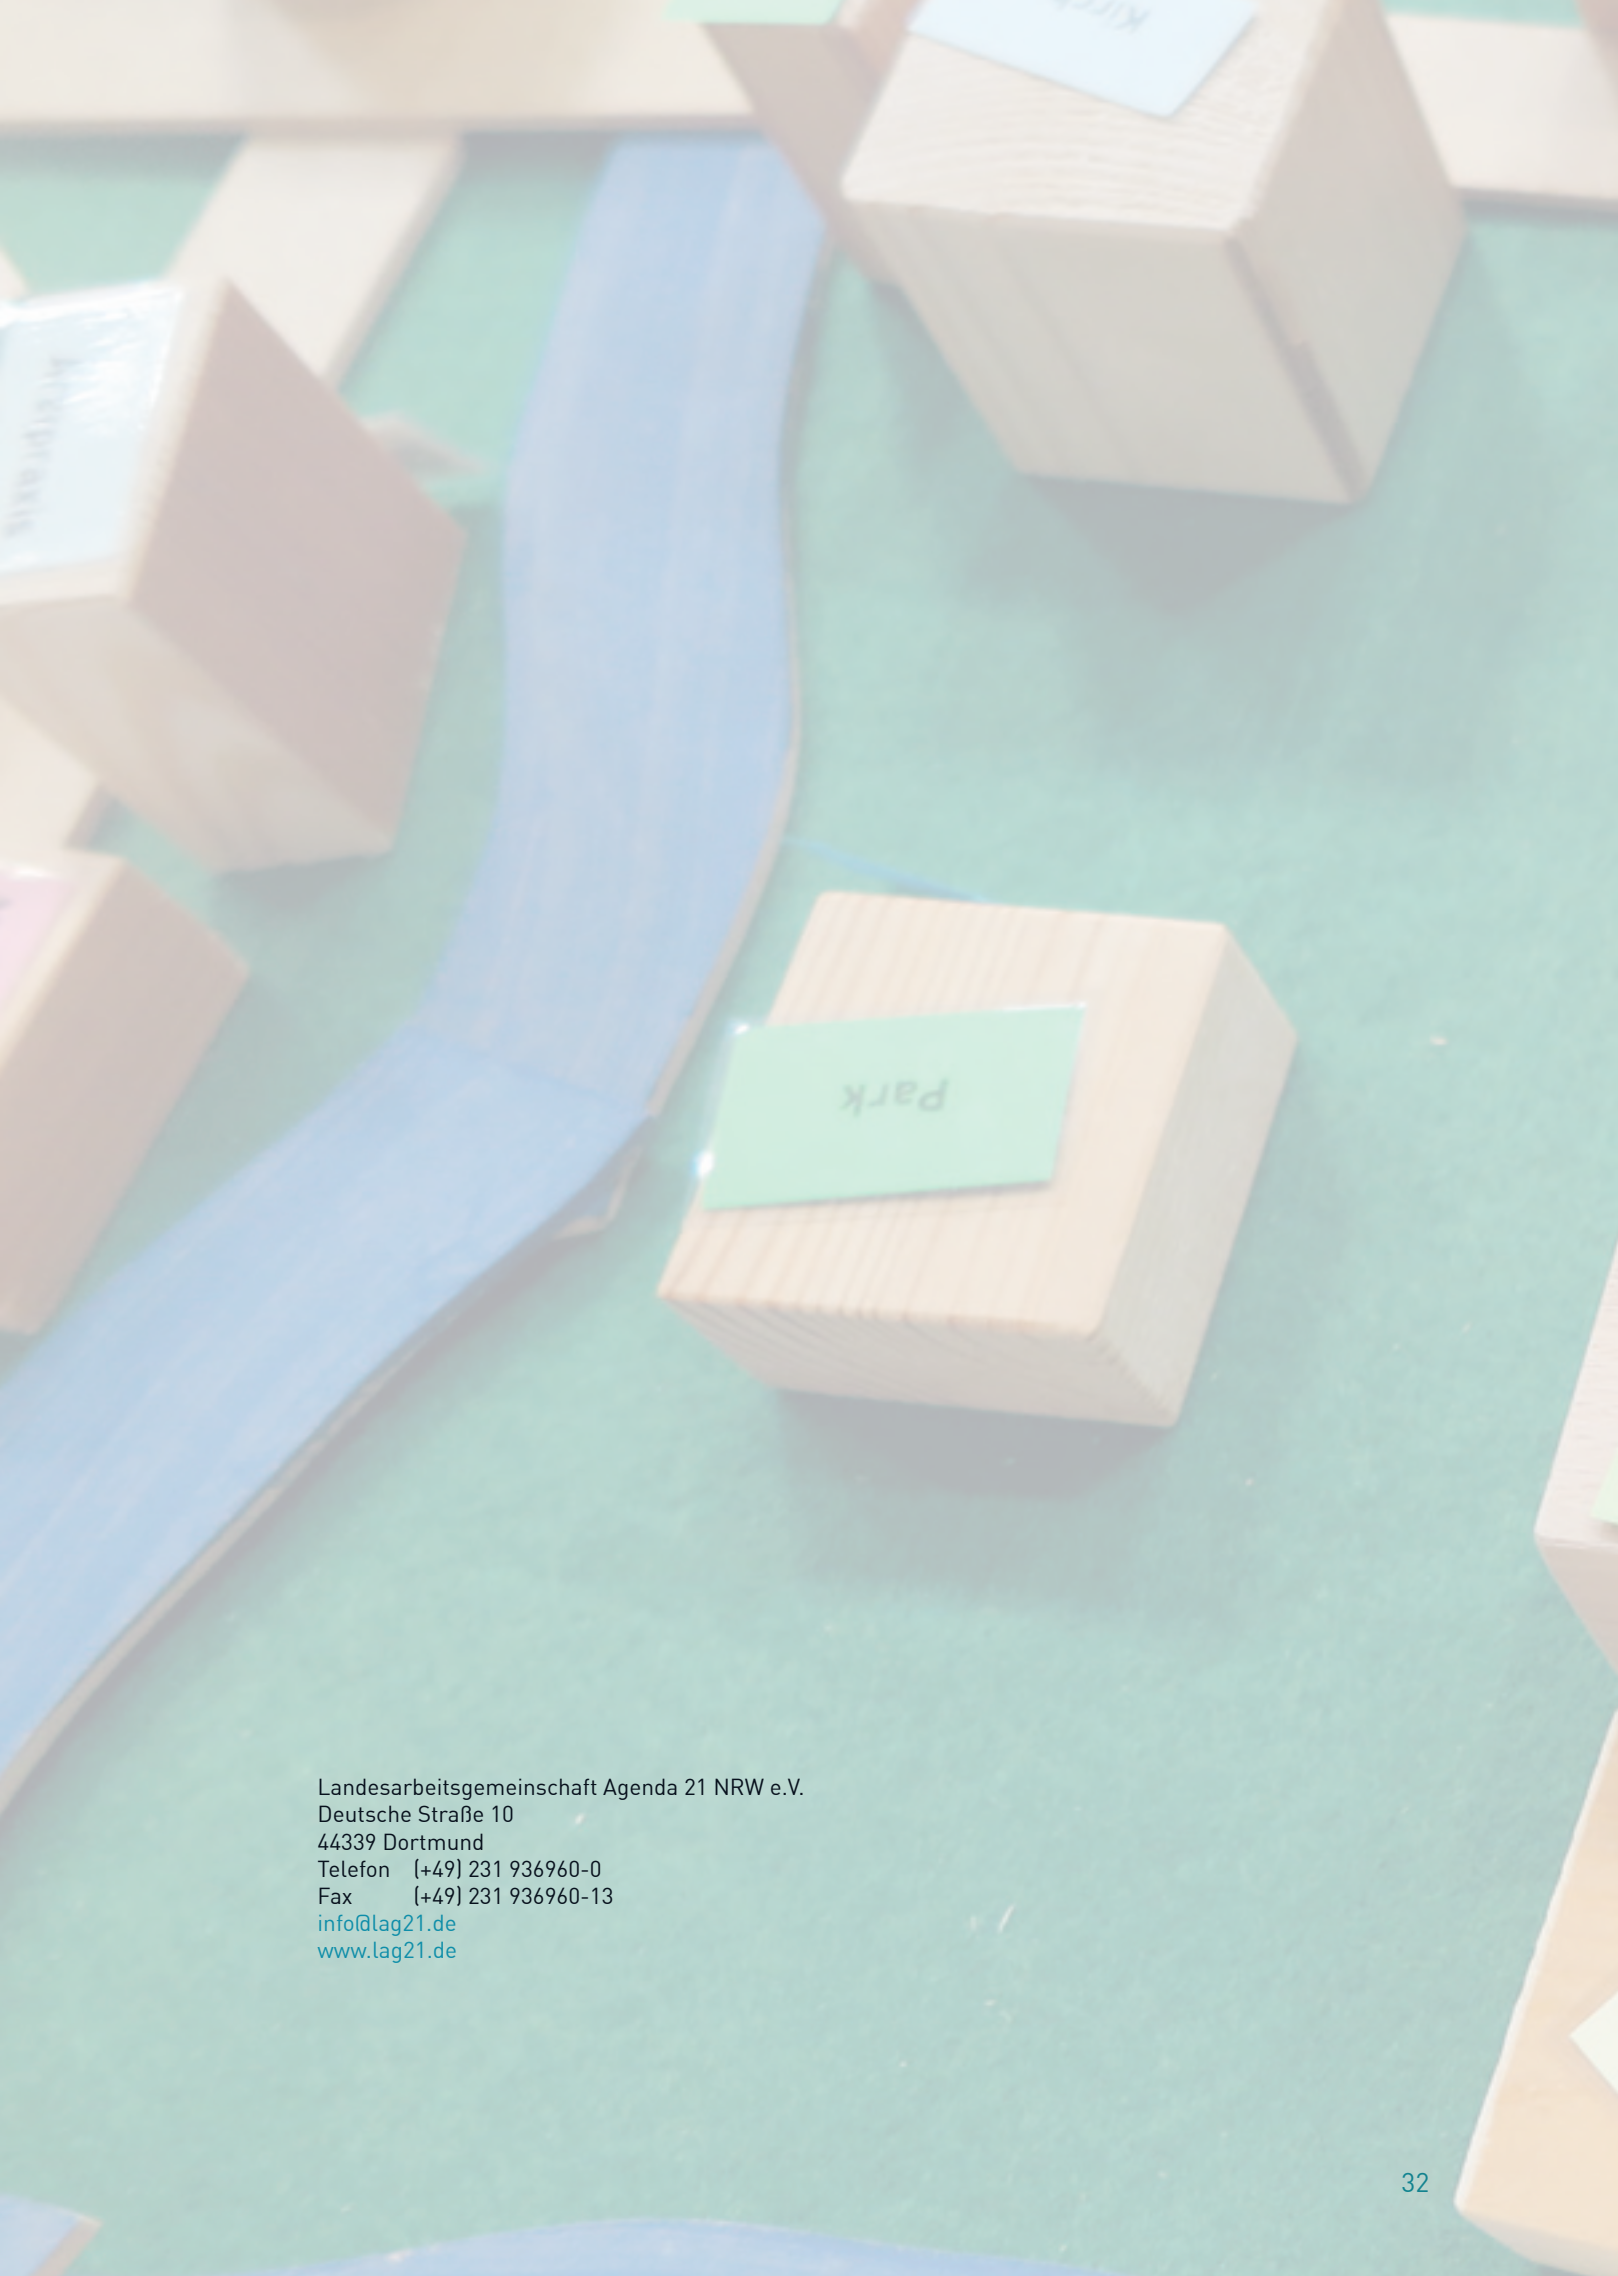 Park
Landesarbeitsgemeinschaft Agenda 21 NRW e.V.
Deutsche Straße 10
44339 Dortmund
Telefon (+49) 231 936960-0
Fax (+49) 231 936960-13
info@lag21.de
www.lag21.de
32